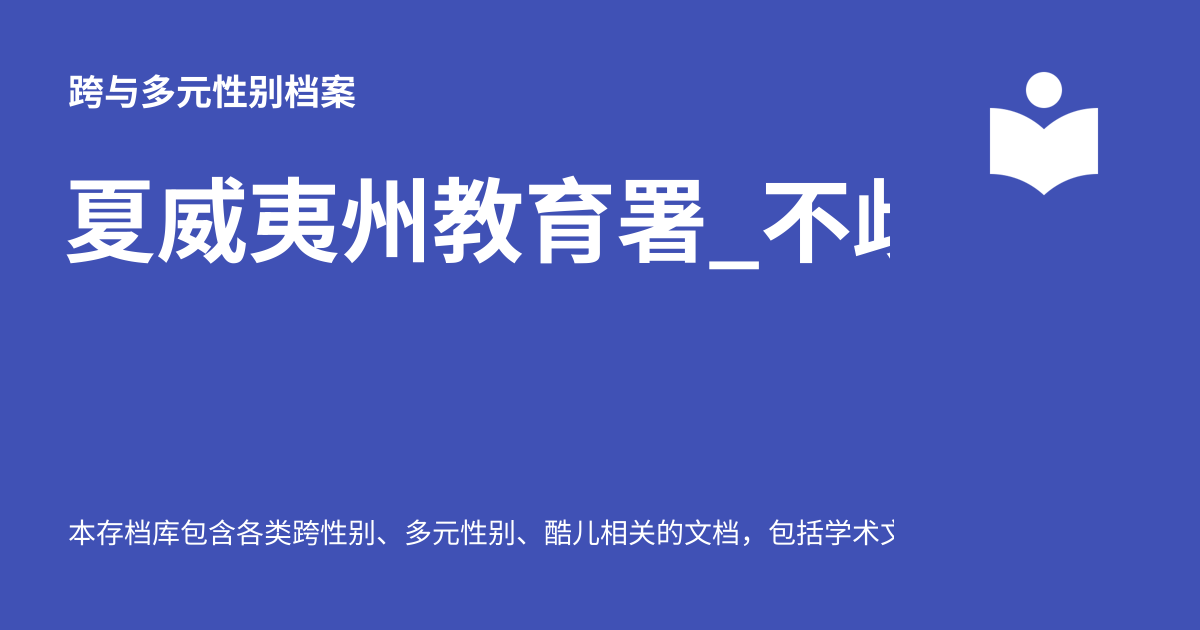 跨与多元性别档案
夏威夷州教育署_不
本存档库包含各类跨性别、多元性别、酷儿相关的文档，包括学术文